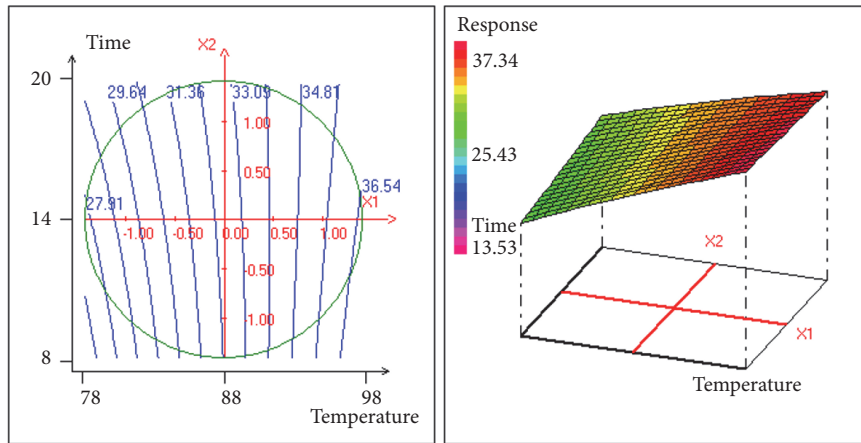 Time
X2
20
29.64 31.36 33.09 34.81
1.00
0.50
36.54
27.91
X1
14
-1.00 -0.50 0.00 0.50 1.00
-0.50
-1.00
8
78 88 98
Temperature
Response
37.34
25.43
Time
13.53
X2
X1
Temperature